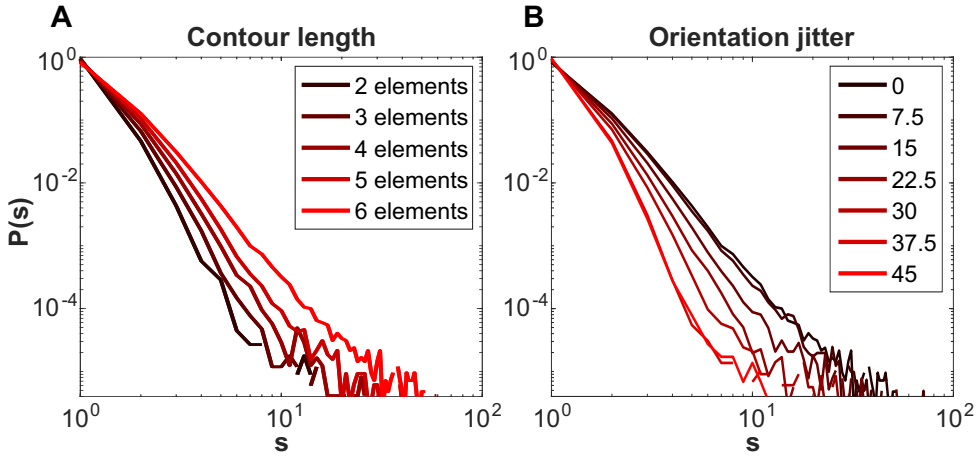 A
Contour length
10^0
10^-2
10^-4
P(s)
2 elements
3 elements
4 elements
5 elements
6 elements
10^0
10^1
10^2
s
B
Orientation jitter
10^0
10^-2
10^-4
0
7.5
15
22.5
30
37.5
45
10^0
10^1
10^2
s